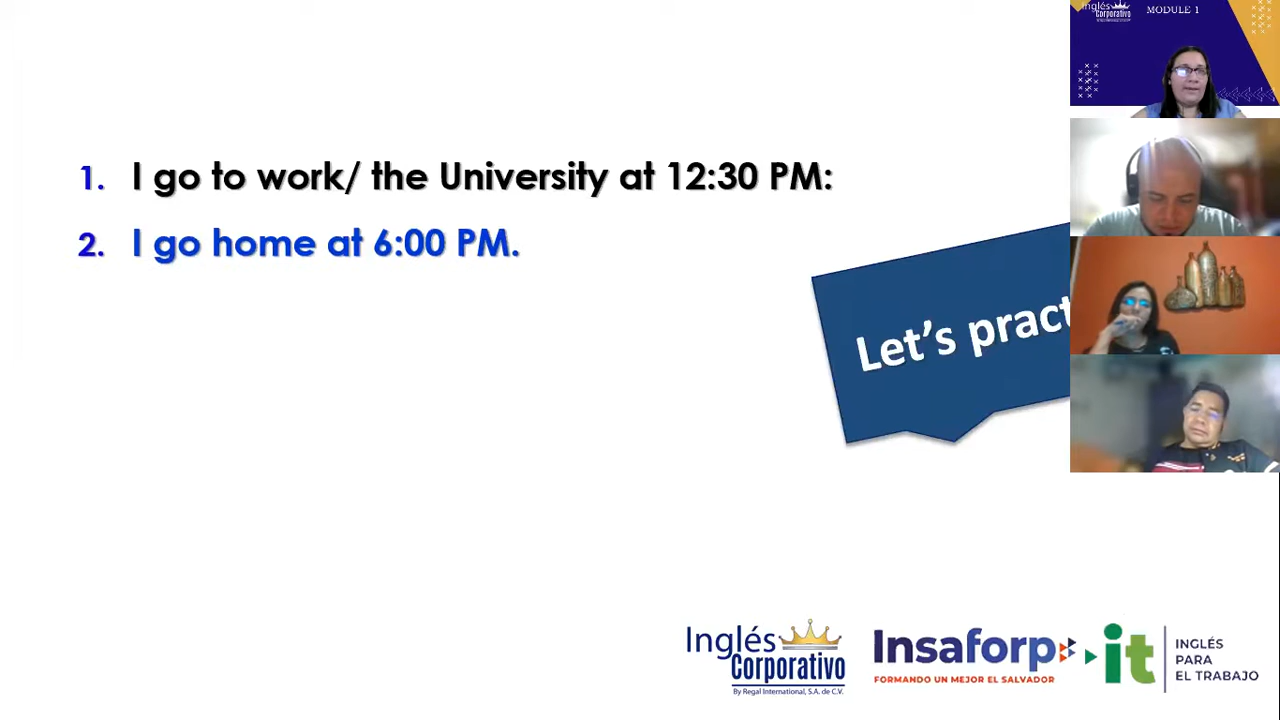 Inglés
Corporativo
MODULE 1
1. I go to work/ the University at 12:30 PM:
2. I go home at 6:00 PM.
Let's pract
Inglés
Corporativo
By Regal International, S.A. de C.V.
Insaforp
FORMANDO UN MEJOR EL SALVADOR
it
INGLÉS
PARA
EL TRABAJO